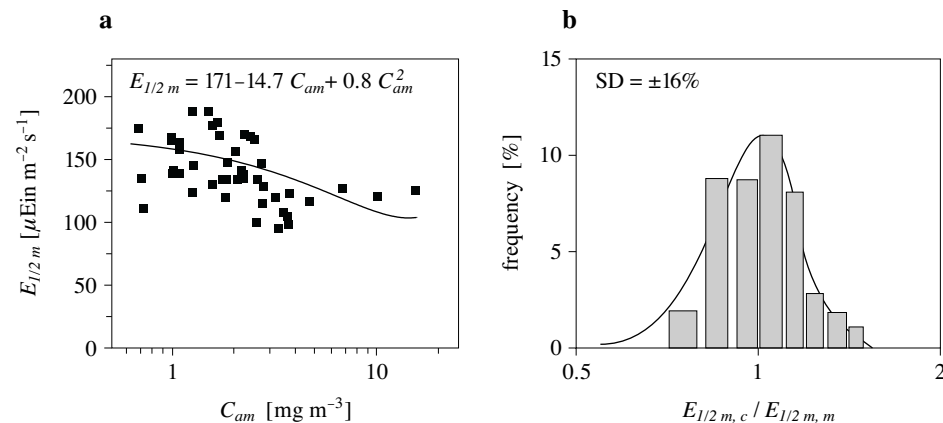 a
E1/2 m = 171–14.7 Cam + 0.8 C²am
E1/2 m [μEin m⁻² s⁻¹]
200
150
100
50
0
1
10
Cam [mg m⁻³]
b
SD = ±16%
frequency [%]
15
10
5
0
0.5
1
2
E1/2 m, c / E1/2 m, m